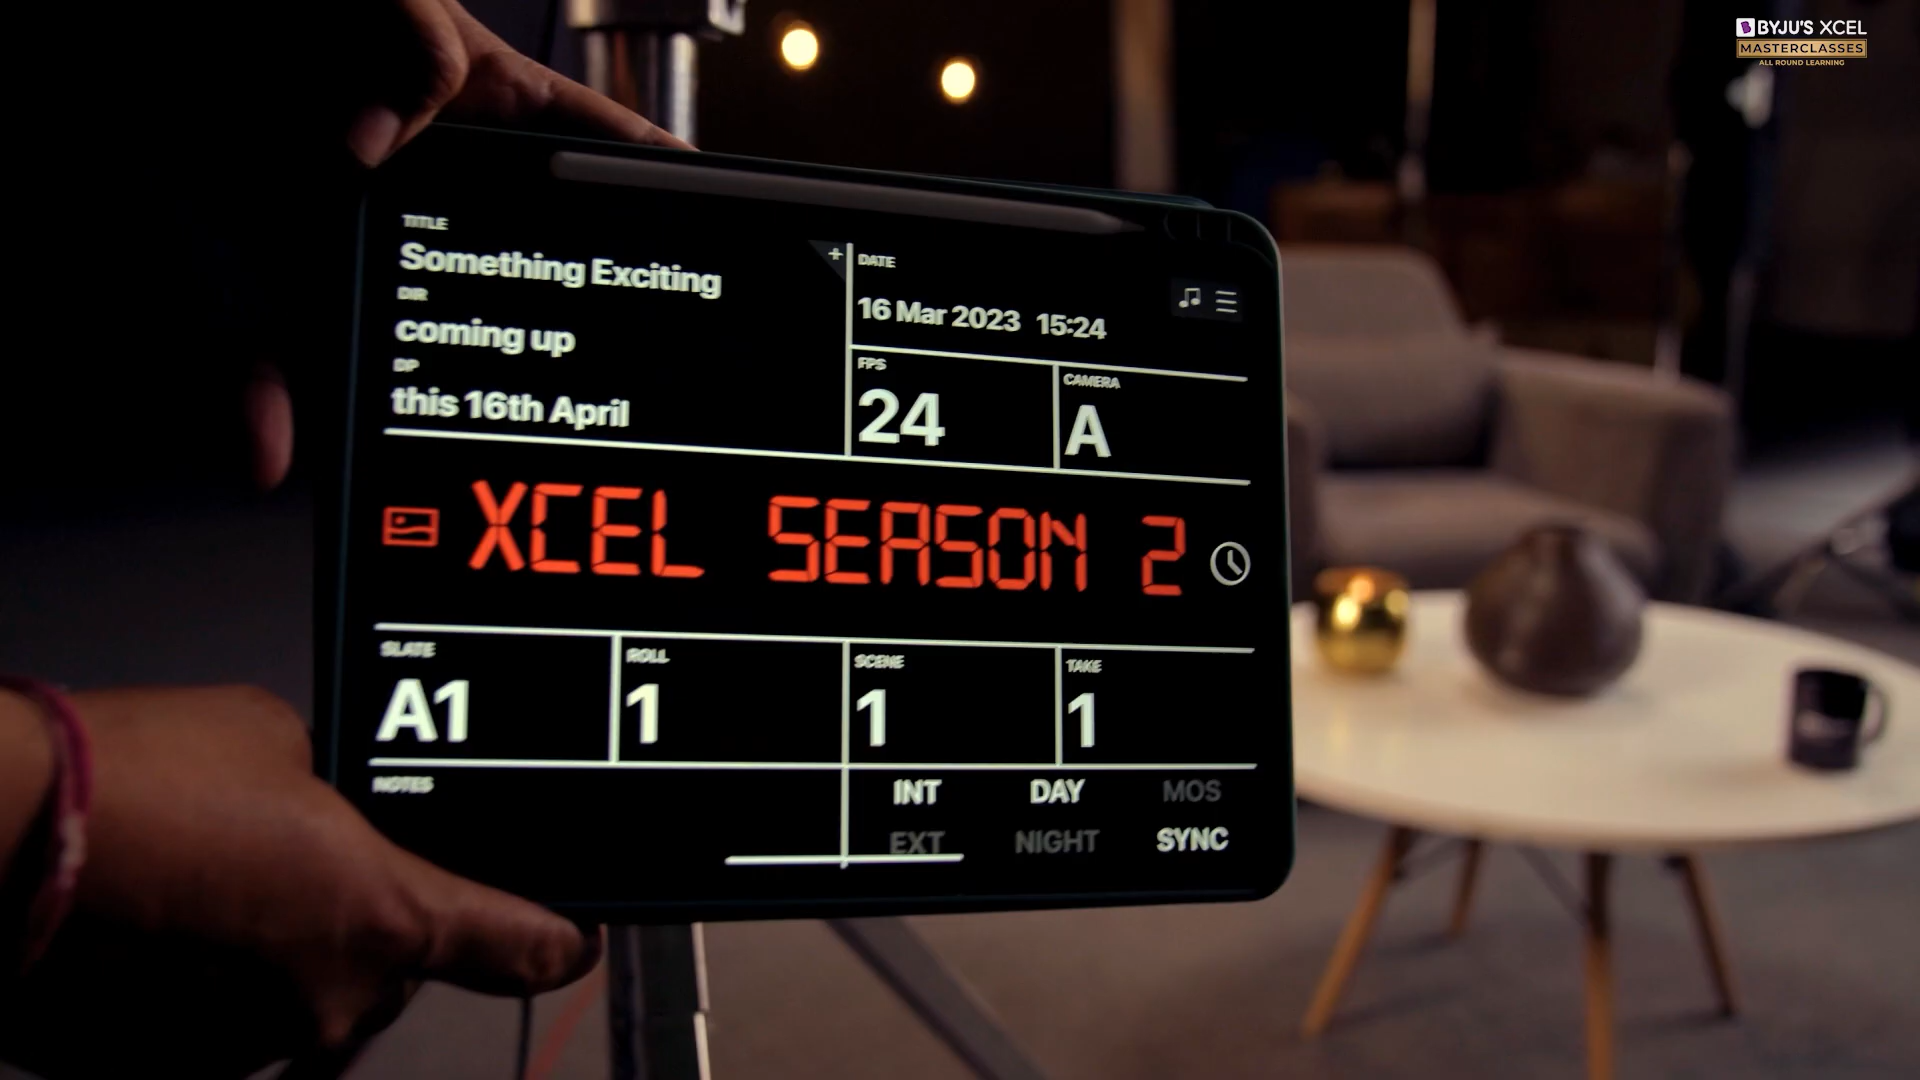 BYJU'S XCEL
MASTERCLASSES
ALL ROUND LEARNING
TITLE
Something Exciting
DIR
coming up
DP
this 16th April
DATE
16 Mar 2023 15:24
FPS
24
CAMERA
A
XCEL SEASON 2
SLATE
A1
ROLL
1
SCENE
1
TAKE
1
NOTES
INT DAY MOS
EXT NIGHT SYNC